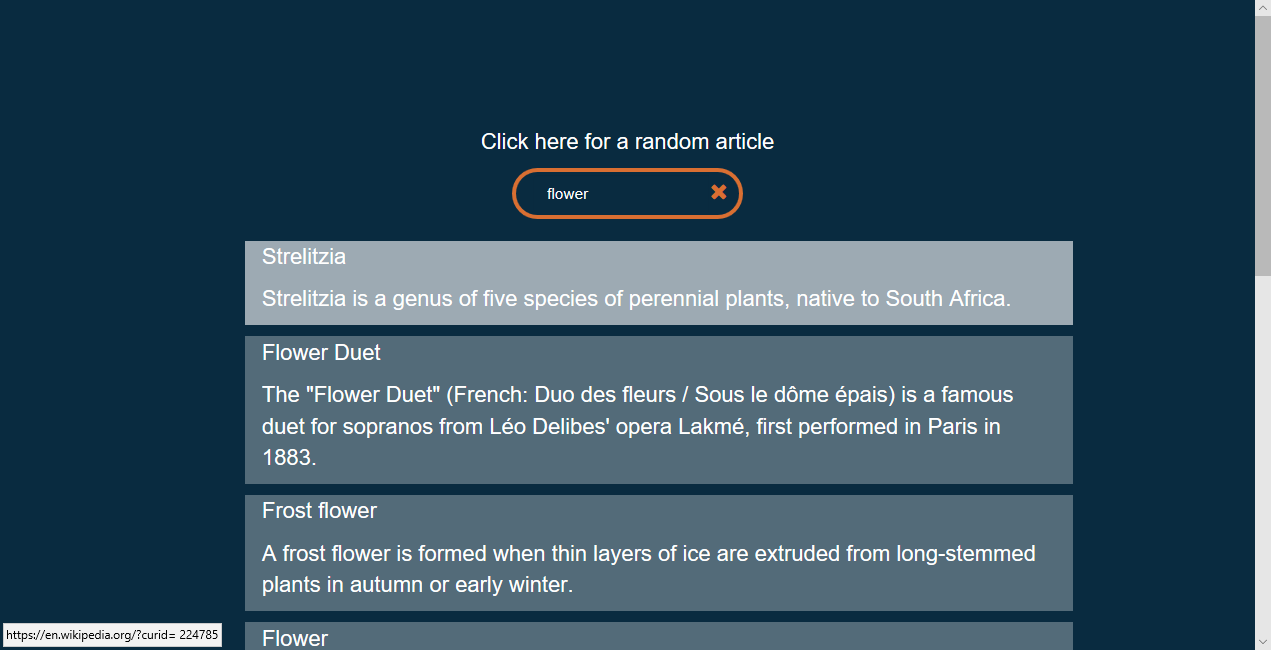 Click here for a random article
flower
Strelitzia
Strelitzia is a genus of five species of perennial plants, native to South Africa.
Flower Duet
The "Flower Duet" (French: Duo des fleurs / Sous le dôme épais) is a famous
duet for sopranos from Léo Delibes' opera Lakmé, first performed in Paris in
1883.
Frost flower
A frost flower is formed when thin layers of ice are extruded from long-stemmed
plants in autumn or early winter.
Flower
https://en.wikipedia.org/?curid= 224785